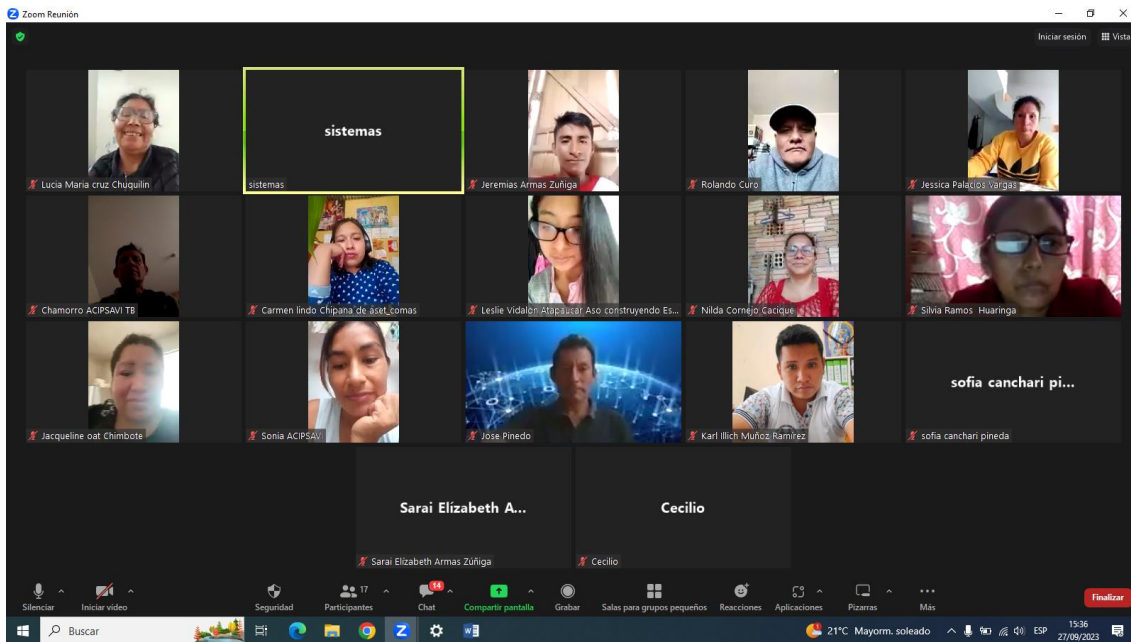 Zoom Reunión
Iniciar sesión
Vista
Lucia Maria cruz Chuquilin
sistemas
sistemas
Jeremias Armas Zuñiga
Rolando Curo
Jessica Palacios Vargas
Chamorro ACIPSAVI TB
Carmen lindo Chipana de aset_comas
Leslie Vidalon Atapaucar Aso construyendo Es...
Nilda Cornejo Cacique
Silvia Ramos Huaringa
Jacqueline oat Chimbote
Sonia ACIPSAV
Jose Pinedo
Karl Illich Muñoz Ramírez
sofia canchari pi...
sofia canchari pineda
Sarai Elízabeth A...
Sarai Elízabeth Armas Zúñiga
Cecilio
Cecilio
Silenciar
Iniciar video
Seguridad
17
Participantes
14
Chat
Compartir pantalla
Grabar
Salas para grupos pequeños
Reacciones
Aplicaciones
Pizarras
Más
Finalizar
Buscar
21°C Mayorm. soleado
ESP
15:36
27/09/2023